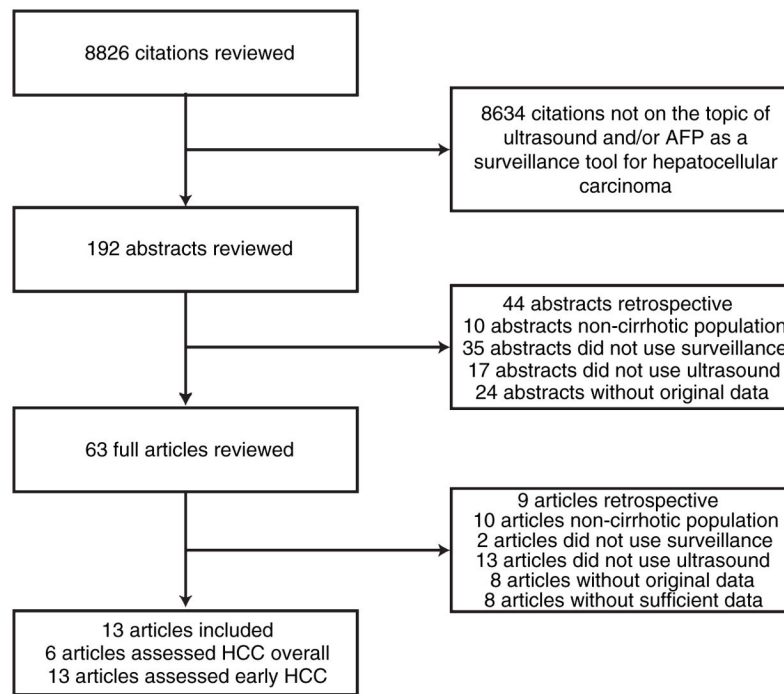 8826 citations reviewed
8634 citations not on the topic of
ultrasound and/or AFP as a
surveillance tool for hepatocellular
carcinoma
192 abstracts reviewed
44 abstracts retrospective
10 abstracts non-cirrhotic population
35 abstracts did not use surveillance
17 abstracts did not use ultrasound
24 abstracts without original data
63 full articles reviewed
9 articles retrospective
10 articles non-cirrhotic population
2 articles did not use surveillance
13 articles did not use ultrasound
8 articles without original data
8 articles without sufficient data
13 articles included
6 articles assessed HCC overall
13 articles assessed early HCC